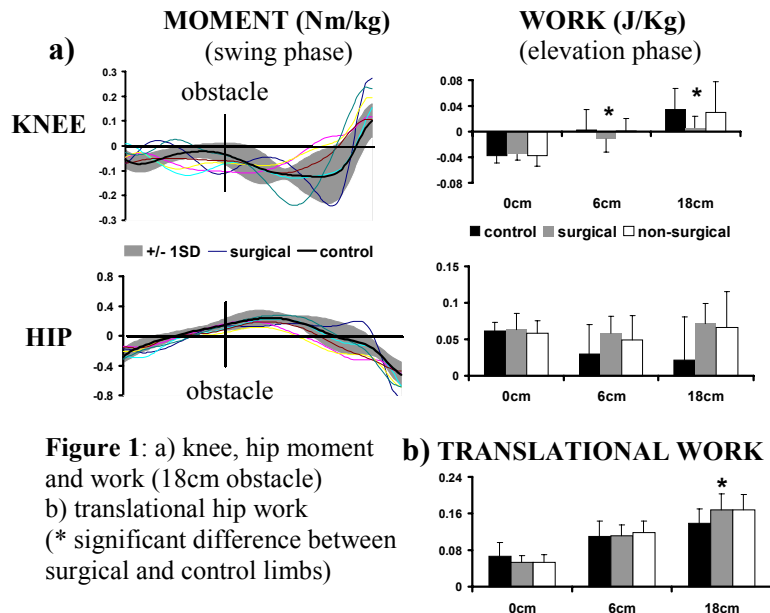 MOMENT (Nm/kg)
(swing phase)
WORK (J/Kg)
(elevation phase)
a)
KNEE
0.3
0.2
0.1
0
-0.1
-0.2
-0.3
obstacle
0.08
0.04
0
-0.04
-0.08
*
*
0cm
6cm
18cm
+/- 1SD
surgical
control
control
surgical
non-surgical
HIP
0.8
0.4
0
-0.4
-0.8
obstacle
0.15
0.1
0.05
0
0cm
6cm
18cm
Figure 1: a) knee, hip moment
and work (18cm obstacle)
b) translational hip work
(* significant difference between
surgical and control limbs)
b) TRANSLATIONAL WORK
0.24
0.16
0.08
0
*
0cm
6cm
18cm